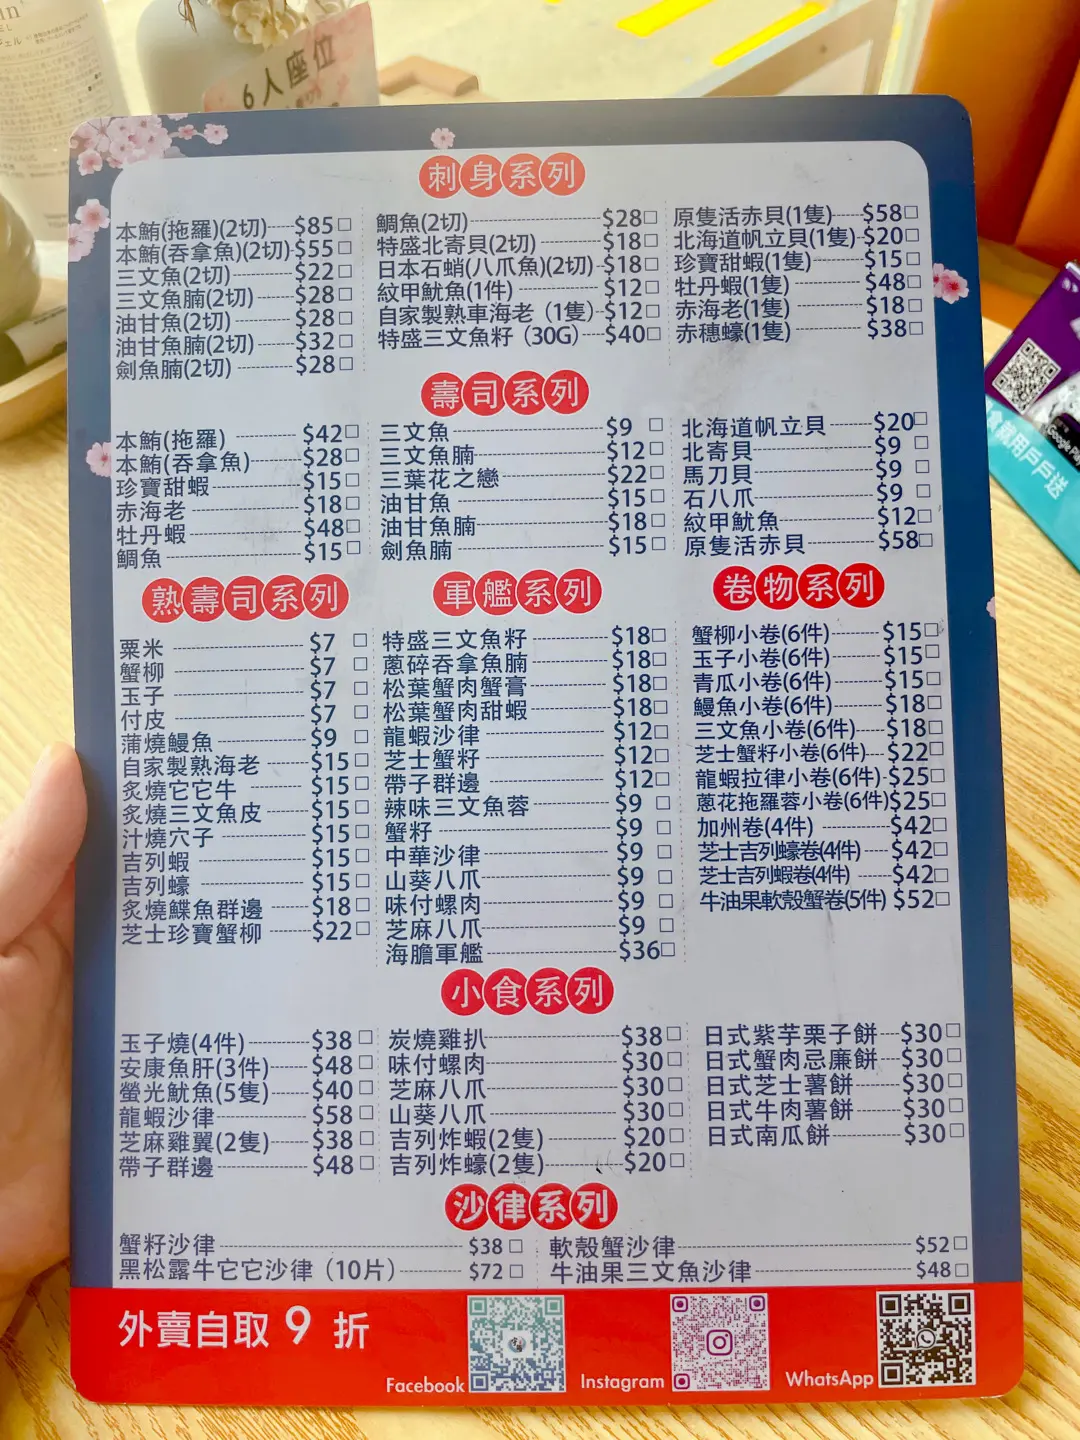 6人座位
刺身系列
本鮪(拖羅)(2切) $85
本鮪(吞拿魚)(2切) $55
三文魚(2切) $22
三文魚腩(2切) $28
油甘魚(2切) $28
油甘魚腩(2切) $32
劍魚腩(2切) $28
鯛魚(2切) $28
特盛北寄貝(2切) $18
日本石蛸(八爪魚)(2切) $18
紋甲魷魚(1件) $12
自家製熟車海老（1隻) $12
特盛三文魚籽（30G） $40
原隻活赤貝(1隻) $58
北海道帆立貝(1隻) $20
珍寶甜蝦(1隻) $15
牡丹蝦(1隻) $48
赤海老(1隻) $18
赤穗蠔(1隻) $38
壽司系列
本鮪(拖羅) $42
本鮪(吞拿魚) $28
珍寶甜蝦 $15
赤海老 $18
牡丹蝦 $48
鯛魚 $15
三文魚 $9
三文魚腩 $12
三葉花之戀 $22
油甘魚 $15
油甘魚腩 $18
劍魚腩 $15
北海道帆立貝 $20
北寄貝 $9
馬刀貝 $9
石八爪 $9
紋甲魷魚 $12
原隻活赤貝 $58
熟壽司系列
粟米 $7
蟹柳 $7
玉子 $7
付皮 $7
蒲燒鰻魚 $9
自家製熟海老 $15
炙燒它它牛 $15
炙燒三文魚皮 $15
汁燒穴子 $15
吉列蝦 $15
吉列蠔 $15
炙燒鰈魚群邊 $18
芝士珍寶蟹柳 $22
軍艦系列
特盛三文魚籽 $18
蔥碎吞拿魚腩 $18
松葉蟹肉蟹膏 $18
松葉蟹肉甜蝦 $18
龍蝦沙律 $12
芝士蟹籽 $12
帶子群邊 $12
辣味三文魚蓉 $9
蟹籽 $9
中華沙律 $9
山葵八爪 $9
味付螺肉 $9
芝麻八爪 $9
海膽軍艦 $36
卷物系列
蟹柳小卷(6件) $15
玉子小卷(6件) $15
青瓜小卷(6件) $15
鰻魚小卷(6件) $18
三文魚小卷(6件) $18
芝士蟹籽小卷(6件) $22
龍蝦拉律小卷(6件) $25
蔥花拖羅蓉小卷(6件) $25
加州卷(4件) $42
芝士吉列蠔卷(4件) $42
芝士吉列蝦卷(4件) $42
牛油果軟殼蟹卷(5件) $52
小食系列
玉子燒(4件) $38
安康魚肝(3件) $48
螢光魷魚(5隻) $40
龍蝦沙律 $58
芝麻雞翼(2隻) $38
帶子群邊 $48
炭燒雞扒 $38
味付螺肉 $30
芝麻八爪 $30
山葵八爪 $30
吉列炸蝦(2隻) $20
吉列炸蠔(2隻) $20
日式紫芋栗子餅 $30
日式蟹肉忌廉餅 $30
日式芝士薯餅 $30
日式牛肉薯餅 $30
日式南瓜餅 $30
沙律系列
蟹籽沙律 $38
黑松露牛它它沙律（10片） $72
軟殼蟹沙律 $52
牛油果三文魚沙律 $48
外賣自取 9 折
Facebook
Instagram
WhatsApp
Google Play
就用戶戶送